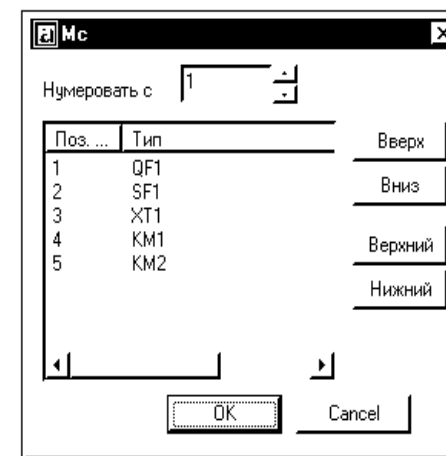 Мс
Нумеровать с 1
Поз. ... Тип
1 QF1
2 SF1
3 XT1
4 KM1
5 KM2
Вверх
Вниз
Верхний
Нижний
OK Cancel